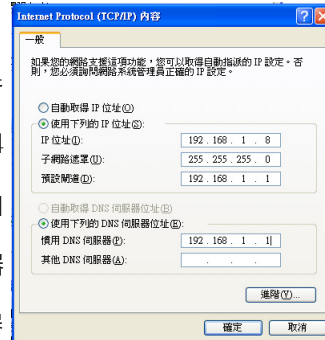 Internet Protocol (TCP/IP) 內容
一般
如果您的網路支援這項功能，您可以取得自動指派的 IP 設定。否
則，您必須詢問網路系統管理員正確的 IP 設定。
自動取得 IP 位址(O)
使用下列的 IP 位址(S):
IP 位址(I): 192 . 168 . 1 . 8
子網路遮罩(U): 255 . 255 . 255 . 0
預設閘道(D): 192 . 168 . 1 . 1
自動取得 DNS 伺服器位址(B)
使用下列的 DNS 伺服器位址(E):
慣用 DNS 伺服器(P): 192 . 168 . 1 . 1
其他 DNS 伺服器(A): . . .
進階(V)...
確定 取消